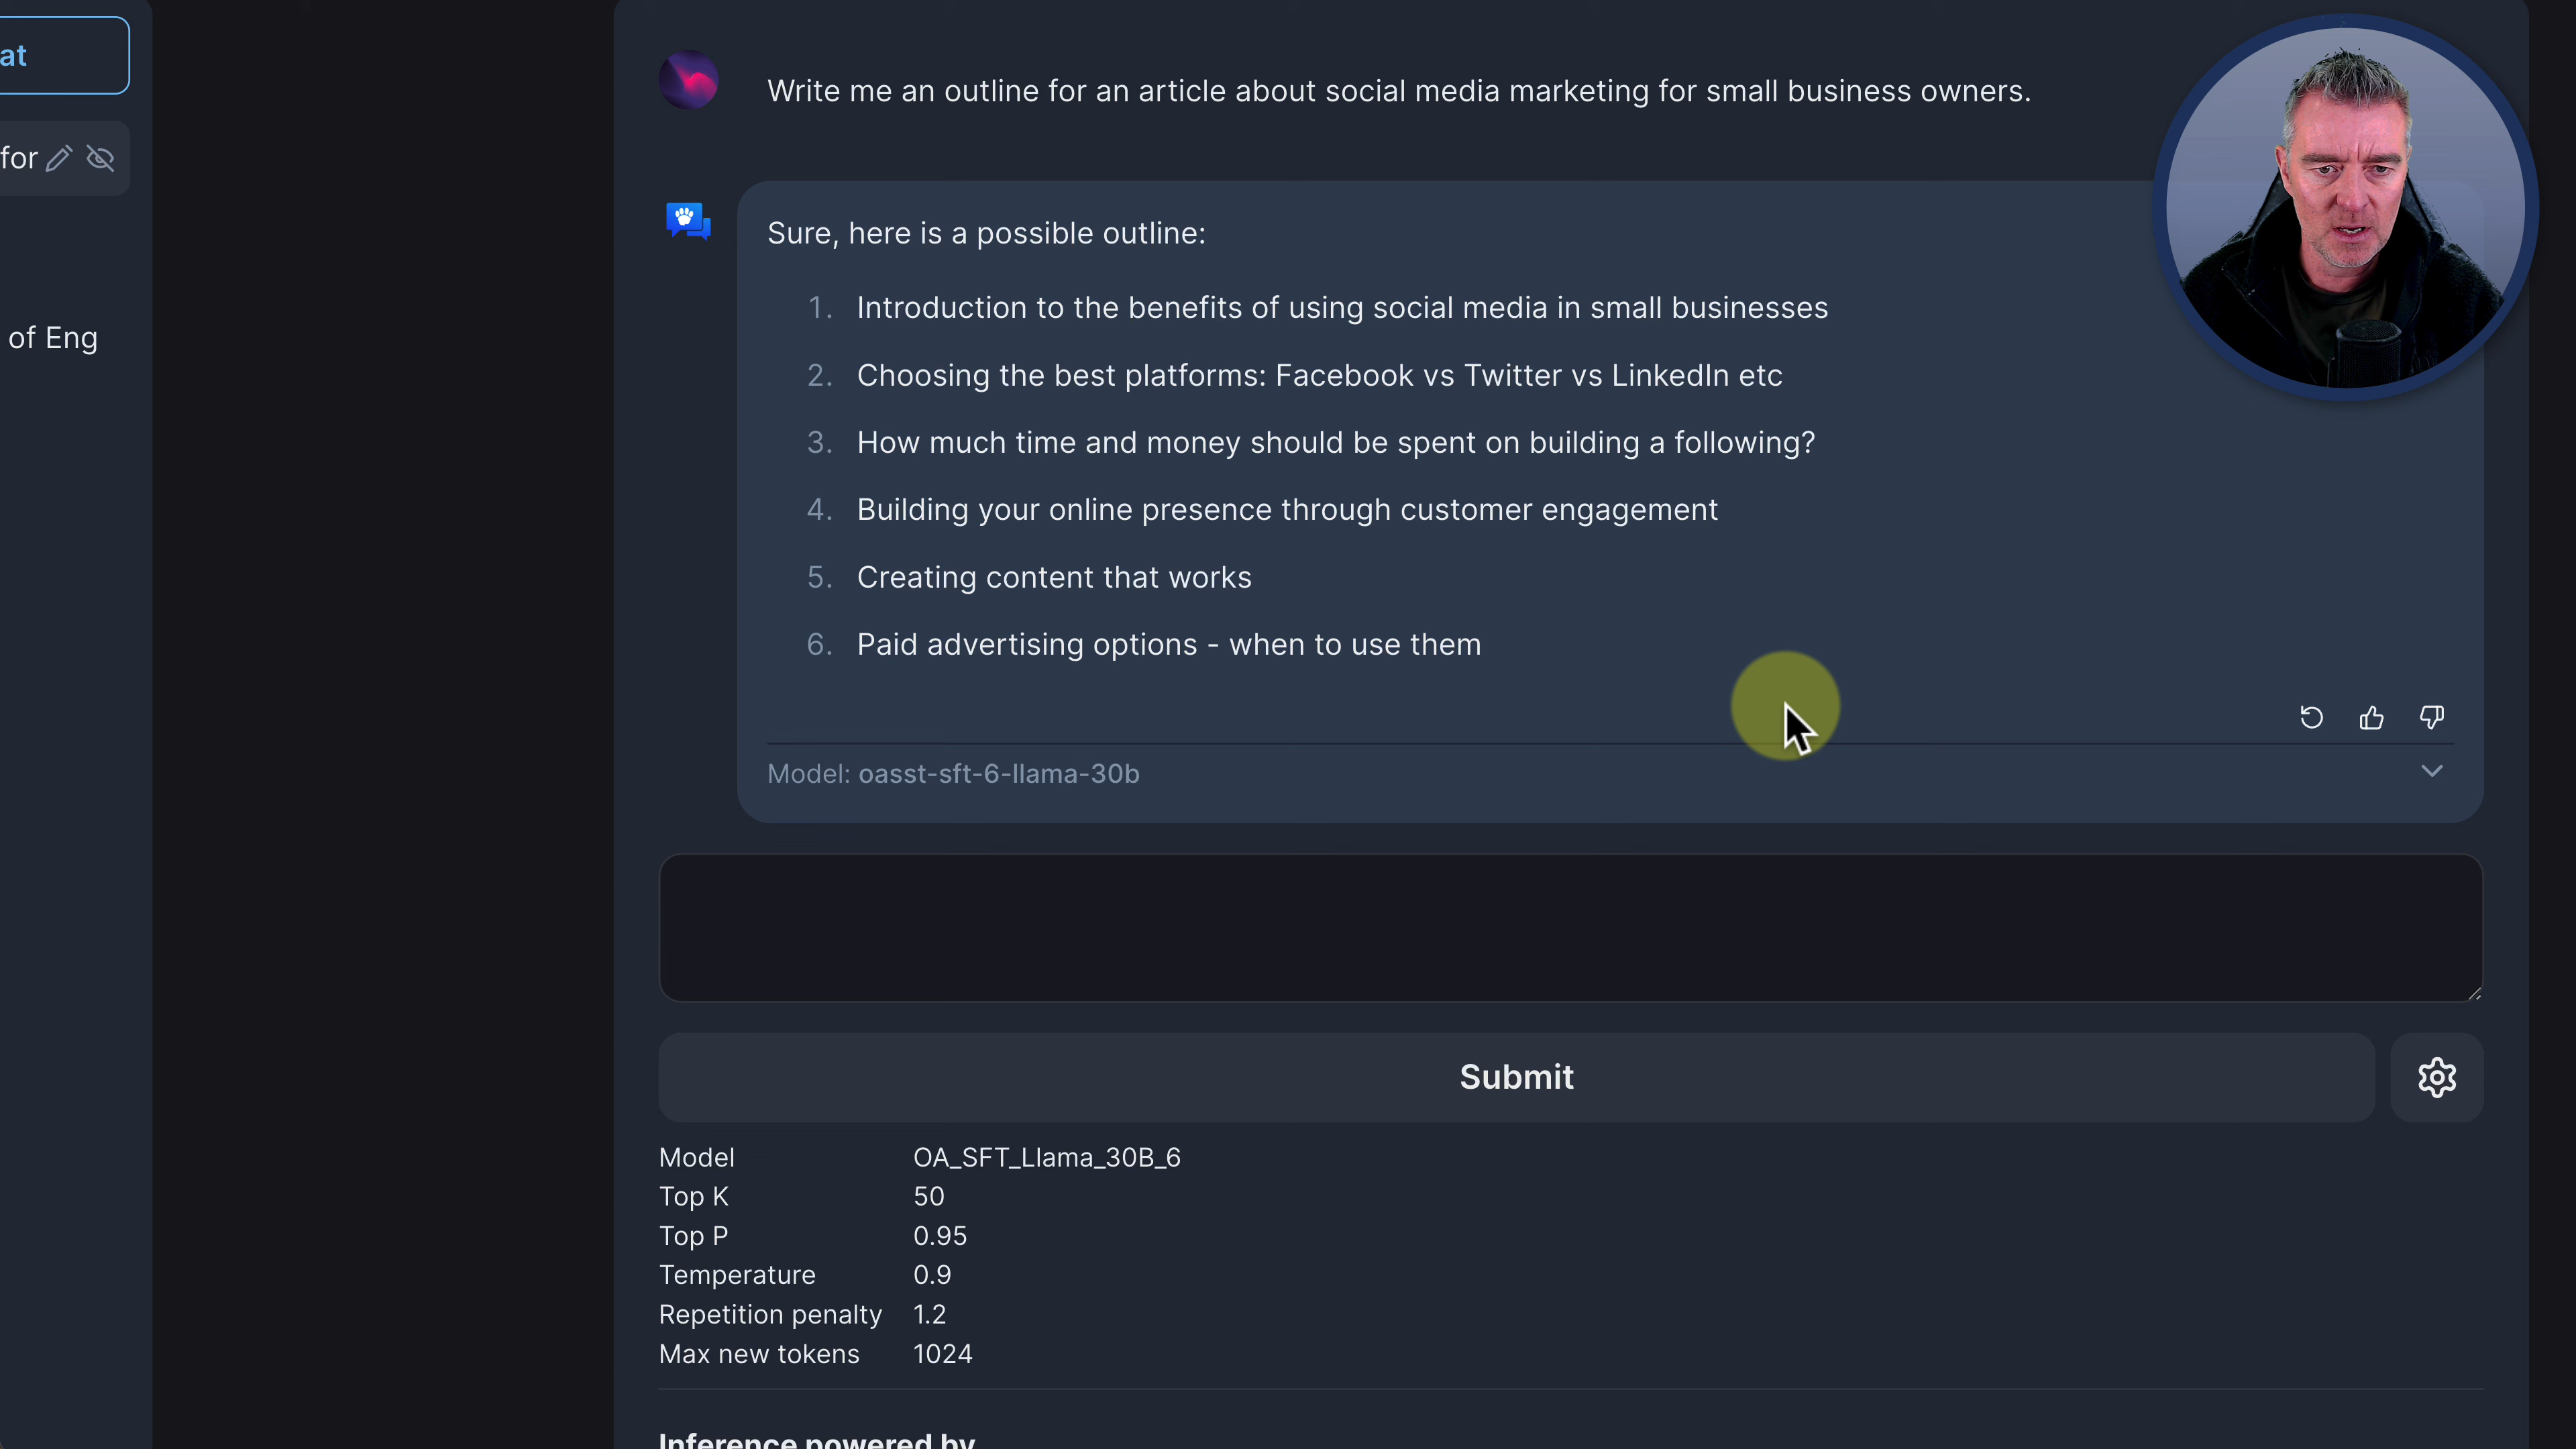 at
for
of Eng
Write me an outline for an article about social media marketing for small business owners.
Sure, here is a possible outline:
1. Introduction to the benefits of using social media in small businesses
2. Choosing the best platforms: Facebook vs Twitter vs LinkedIn etc
3. How much time and money should be spent on building a following?
4. Building your online presence through customer engagement
5. Creating content that works
6. Paid advertising options - when to use them
Model: oasst-sft-6-llama-30b
Submit
Model OA_SFT_Llama_30B_6
Top K 50
Top P 0.95
Temperature 0.9
Repetition penalty 1.2
Max new tokens 1024
Inference powered by